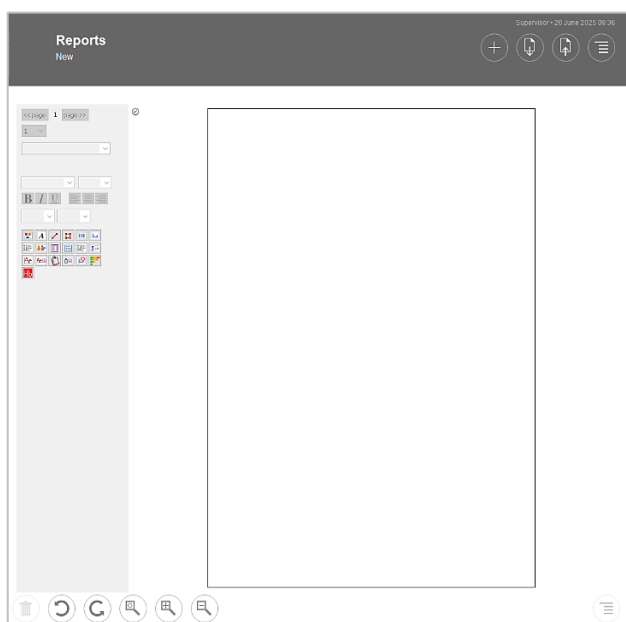 Supervisor • 20 June 2025 09:36
Reports
New
<< page 1 page >>
1
B I U
A